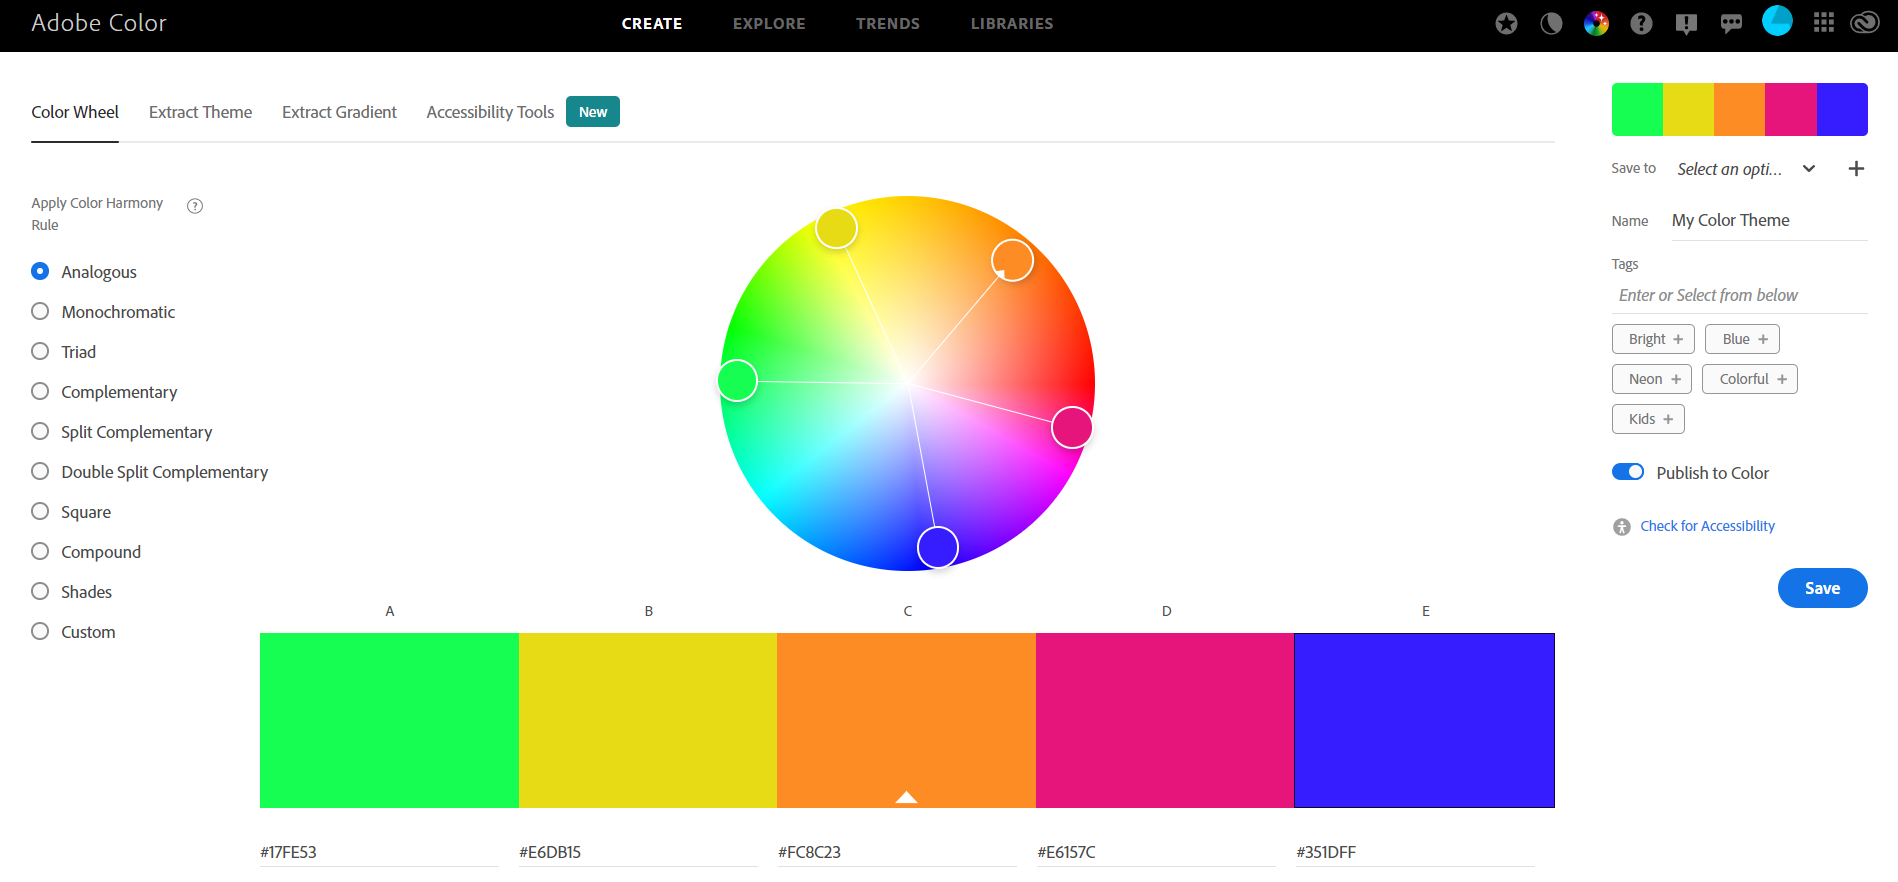 Adobe Color
CREATE EXPLORE TRENDS LIBRARIES
Color Wheel Extract Theme Extract Gradient Accessibility Tools New
Apply Color Harmony
Rule
Analogous
Monochromatic
Triad
Complementary
Split Complementary
Double Split Complementary
Square
Compound
Shades
Custom
A B C D E
#17FE53 #E6DB15 #FC8C23 #E6157C #351DFF
Save to Select an opti...
Name My Color Theme
Tags
Enter or Select from below
Bright + Blue +
Neon + Colorful +
Kids +
Publish to Color
Check for Accessibility
Save